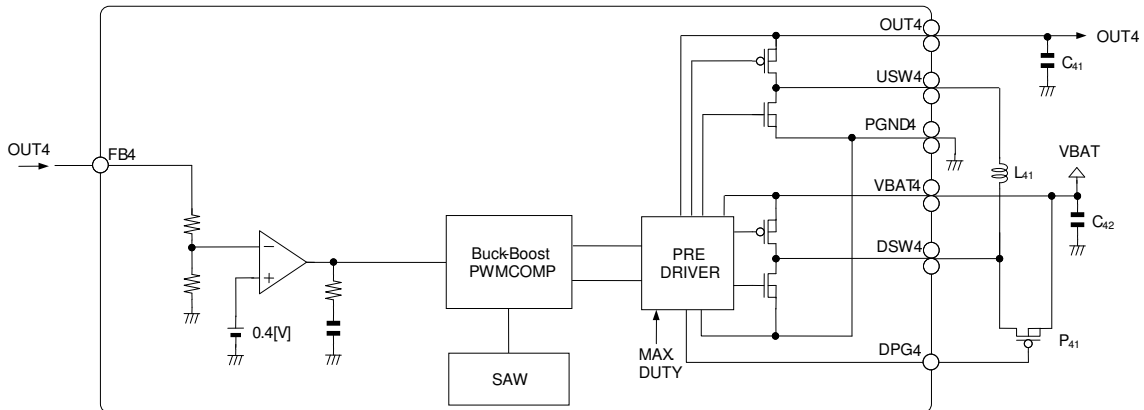 OUT4
OUT4
C41
USW4
PGND4
OUT4
FB4
VBAT
L41
VBAT4
C42
Buck-Boost
PWMCOMP
PRE
DRIVER
DSW4
−
+
0.4[V]
MAX
DUTY
DPG4
P41
SAW